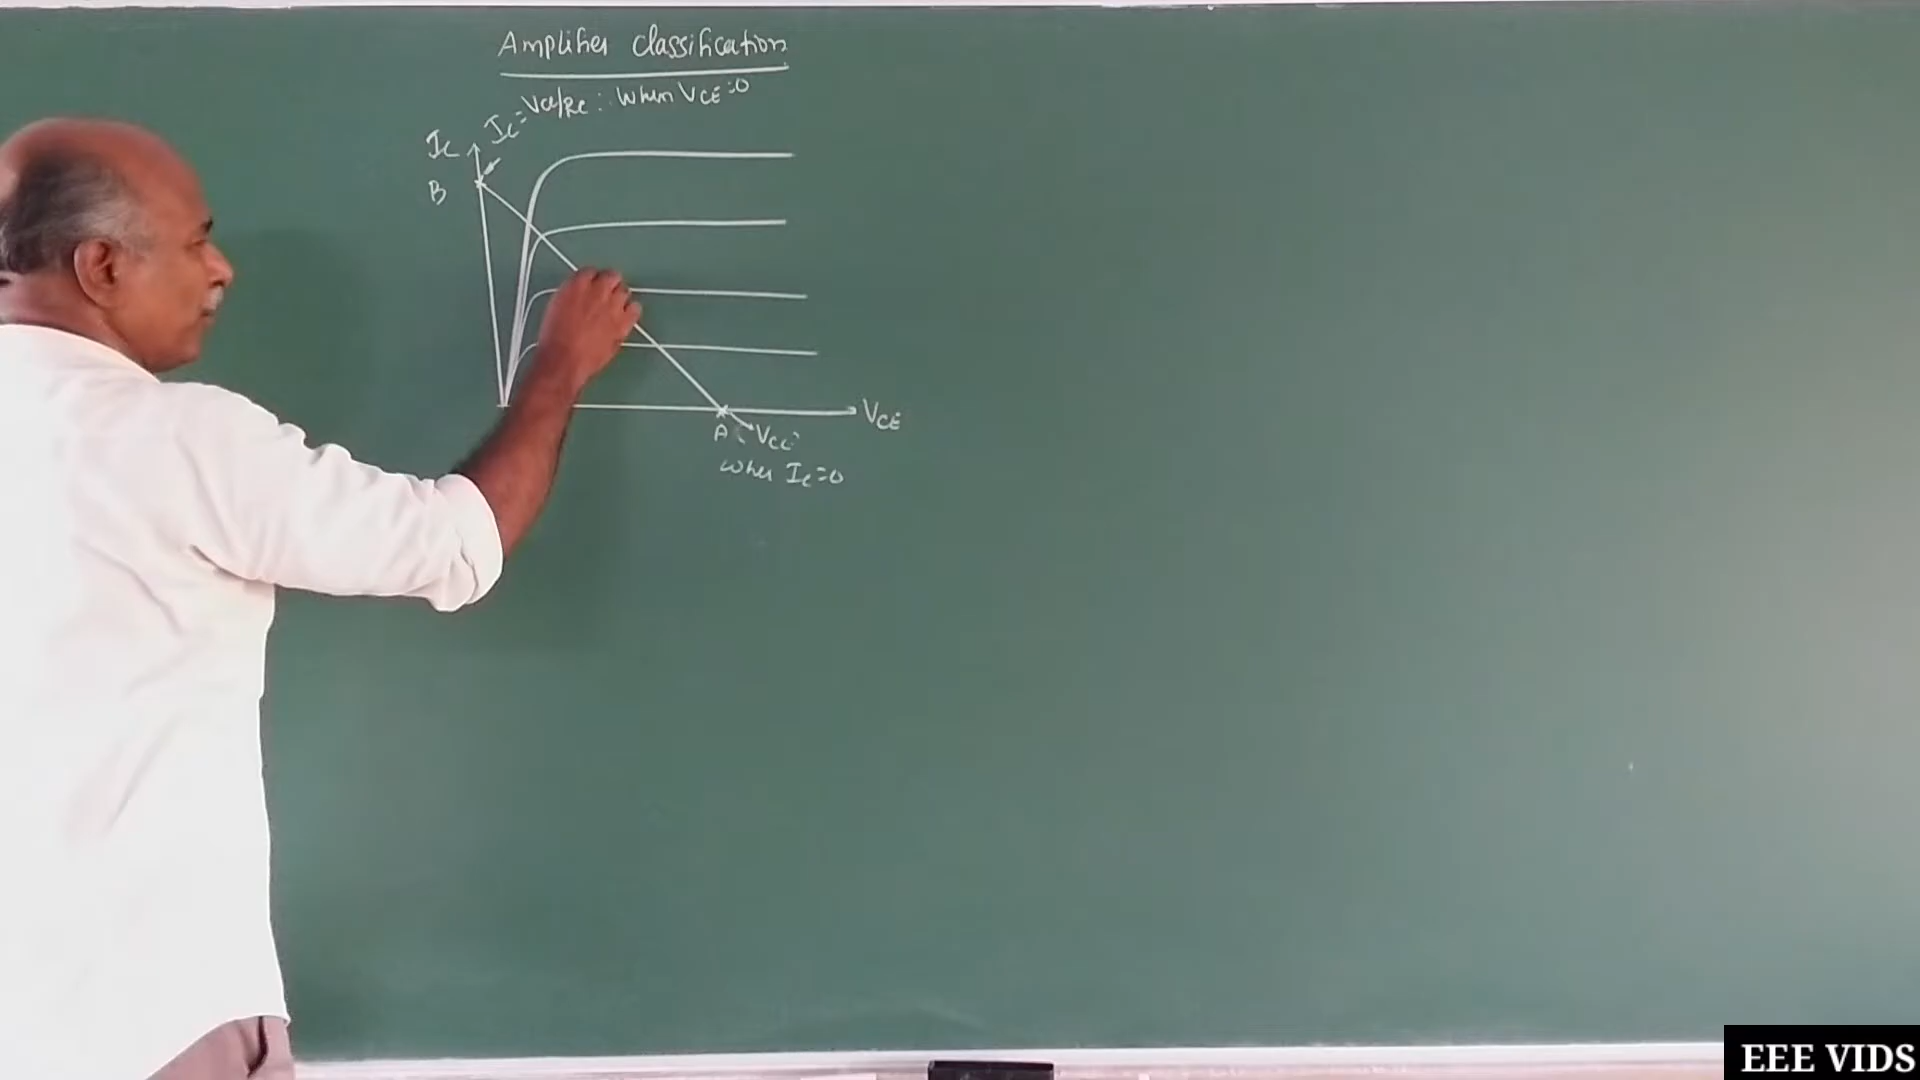 Amplifier classification
Ic = Vcc/Rc : when VCE = 0
Ic
B
VCE
A (VCC)
when Ic = 0
EEE VIDS